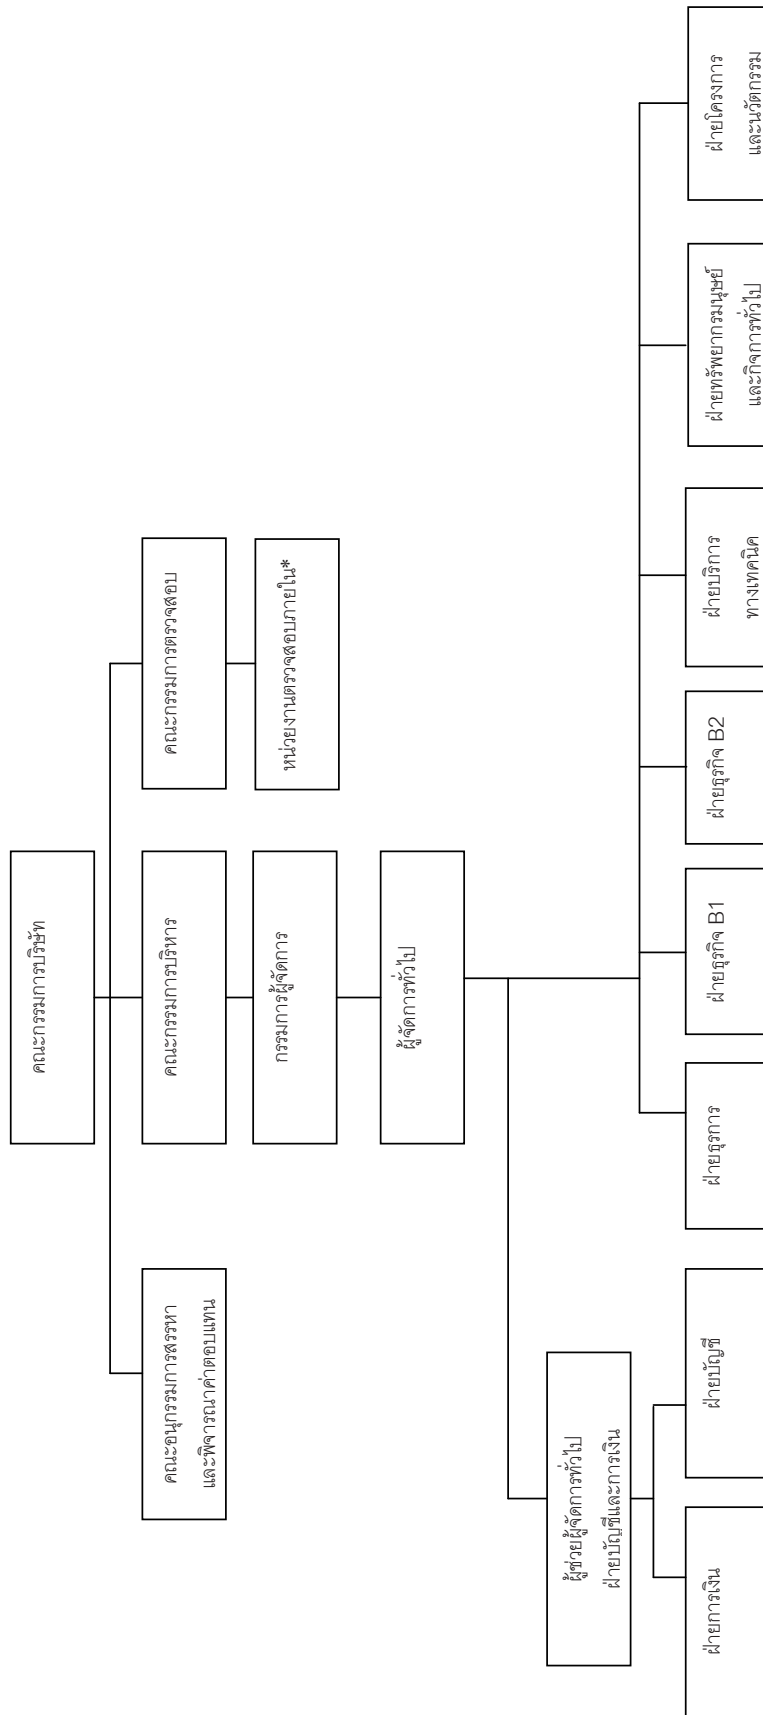 คณะกรรมการบริษัท
คณะอนุกรรมการสรรหา
และพิจารณาค่าตอบแทน
คณะกรรมการบริหาร
คณะกรรมการตรวจสอบ
กรรมการผู้จัดการ
หน่วยงานตรวจสอบภายใน*
ผู้จัดการทั่วไป
ผู้ช่วยผู้จัดการทั่วไป
ฝ่ายบัญชีและการเงิน
ฝ่ายการเงิน
ฝ่ายบัญชี
ฝ่ายธุรการ
ฝ่ายธุรกิจ B1
ฝ่ายธุรกิจ B2
ฝ่ายบริการ
ทางเทคนิค
ฝ่ายทรัพยากรมนุษย์
และกิจการทั่วไป
ฝ่ายโครงการ
และนวัตกรรม